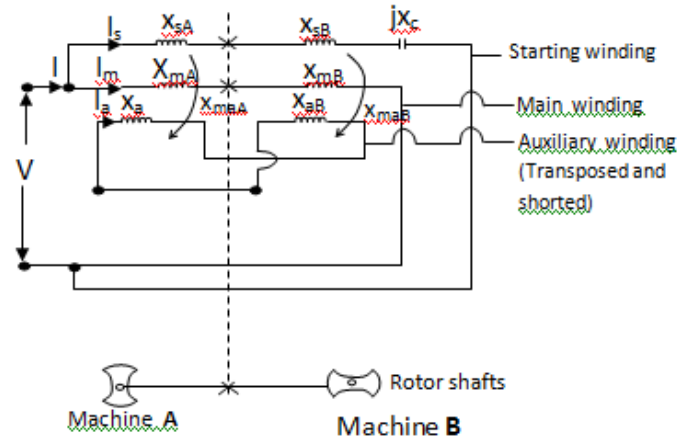 I
Is
XsA
XsB
jxc
Starting winding
Im
XmA
XmB
Main winding
Ia
Xa
XmaA
XaB
XmaB
Auxiliary winding
(Transposed and
shorted)
V
Rotor shafts
Machine A
Machine B